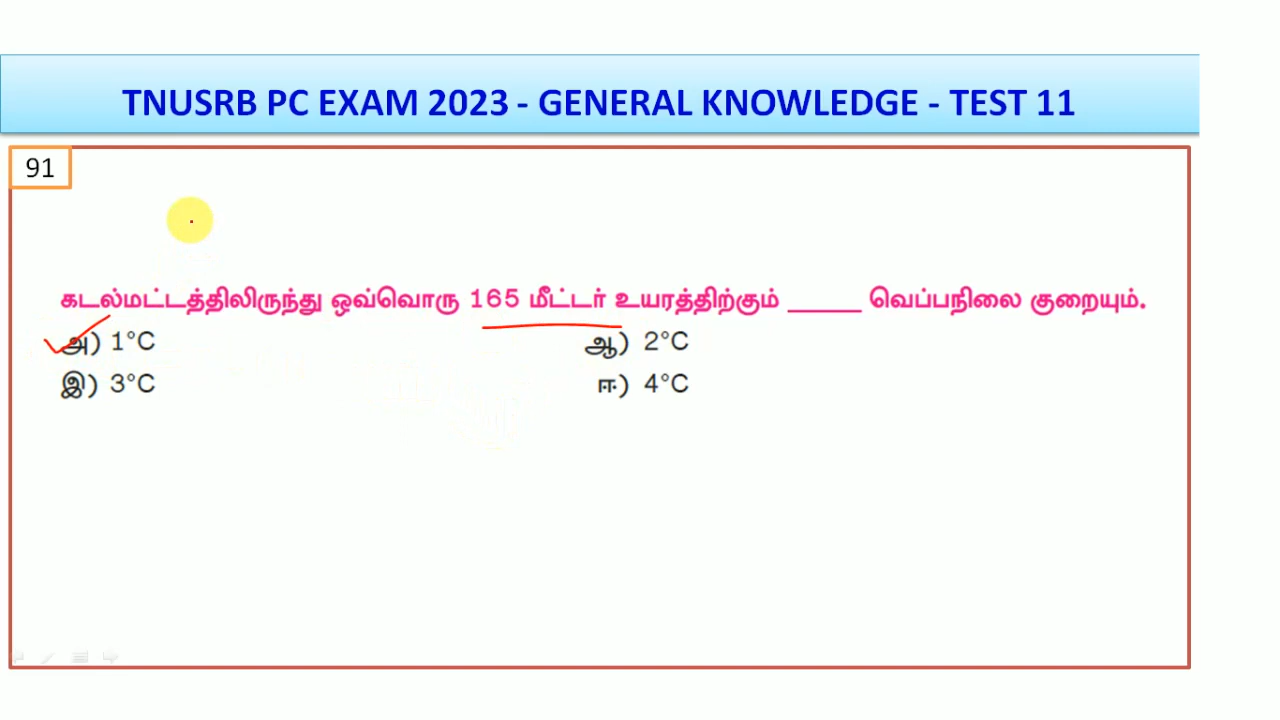 TNUSRB PC EXAM 2023 - GENERAL KNOWLEDGE - TEST 11
91
கடல்மட்டத்திலிருந்து ஒவ்வொரு 165 மீட்டர் உயரத்திற்கும் _____ வெப்பநிலை குறையும்.
அ) 1°C ஆ) 2°C
இ) 3°C ஈ) 4°C